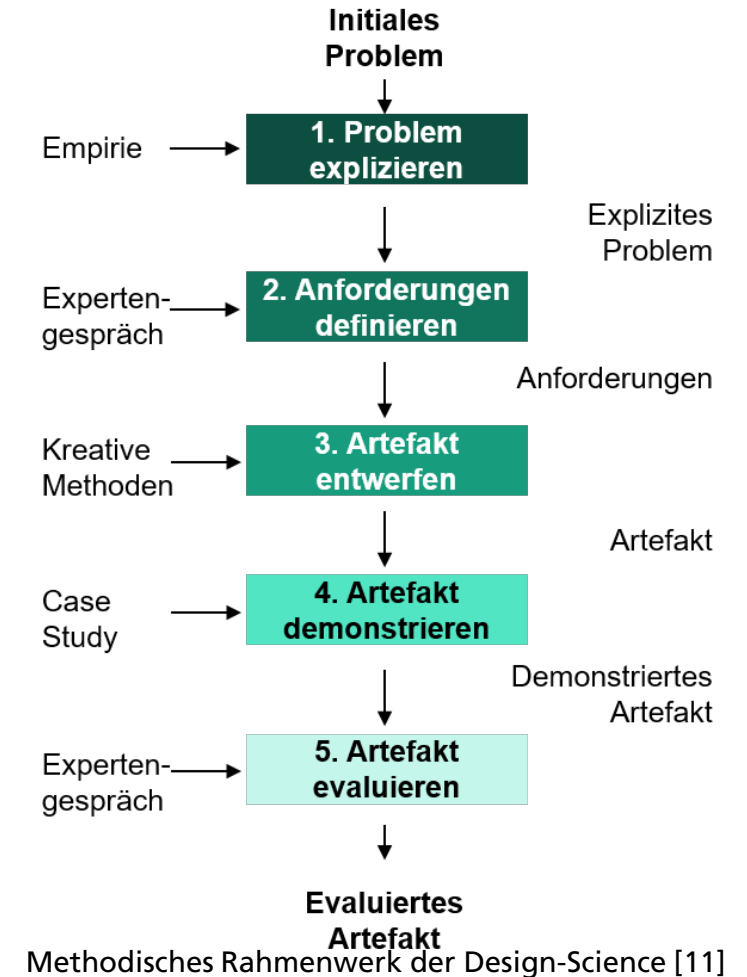 Initiales
Problem
Empirie
1. Problem
explizieren
Explizites
Problem
Experten-
gespräch
2. Anforderungen
definieren
Anforderungen
Kreative
Methoden
3. Artefakt
entwerfen
Artefakt
Case
Study
4. Artefakt
demonstrieren
Demonstriertes
Artefakt
Experten-
gespräch
5. Artefakt
evaluieren
Evaluiertes
Artefakt
Methodisches Rahmenwerk der Design-Science [11]